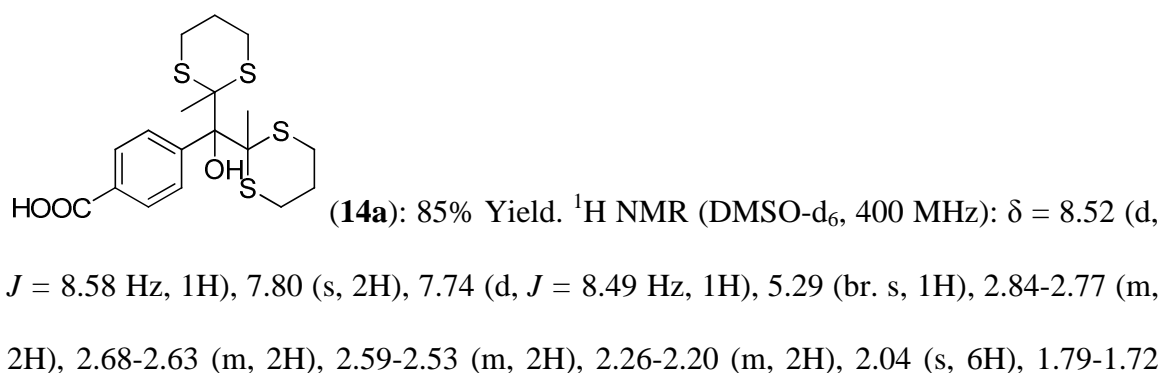 S S
S
OH
S
HOOC (14a): 85% Yield. ¹H NMR (DMSO-d₆, 400 MHz): δ = 8.52 (d,
J = 8.58 Hz, 1H), 7.80 (s, 2H), 7.74 (d, J = 8.49 Hz, 1H), 5.29 (br. s, 1H), 2.84-2.77 (m,
2H), 2.68-2.63 (m, 2H), 2.59-2.53 (m, 2H), 2.26-2.20 (m, 2H), 2.04 (s, 6H), 1.79-1.72